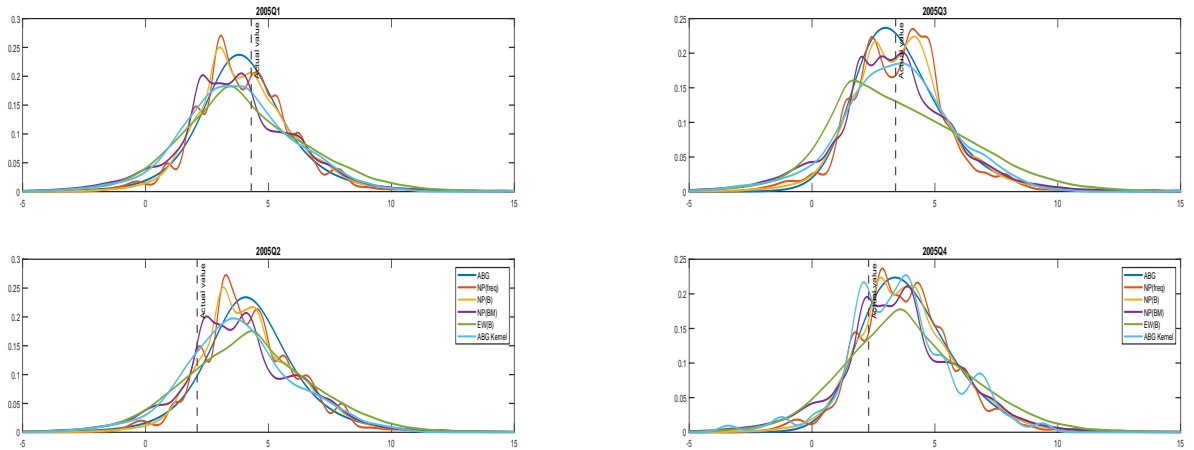 2005Q1
0.3
0.25
0.2
0.15
0.1
0.05
0
-5
0
5
10
15
Actual value
2005Q3
0.25
0.2
0.15
0.1
0.05
0
-5
0
5
10
15
Actual value
2005Q2
0.3
0.25
0.2
0.15
0.1
0.05
0
-5
0
5
10
15
Actual value
ABG
NP(freq)
NP(B)
NP(BM)
EW(B)
ABG Kernel
2005Q4
0.25
0.2
0.15
0.1
0.05
0
-5
0
5
10
15
Actual value
ABG
NP(freq)
NP(B)
NP(BM)
EW(B)
ABG Kernel